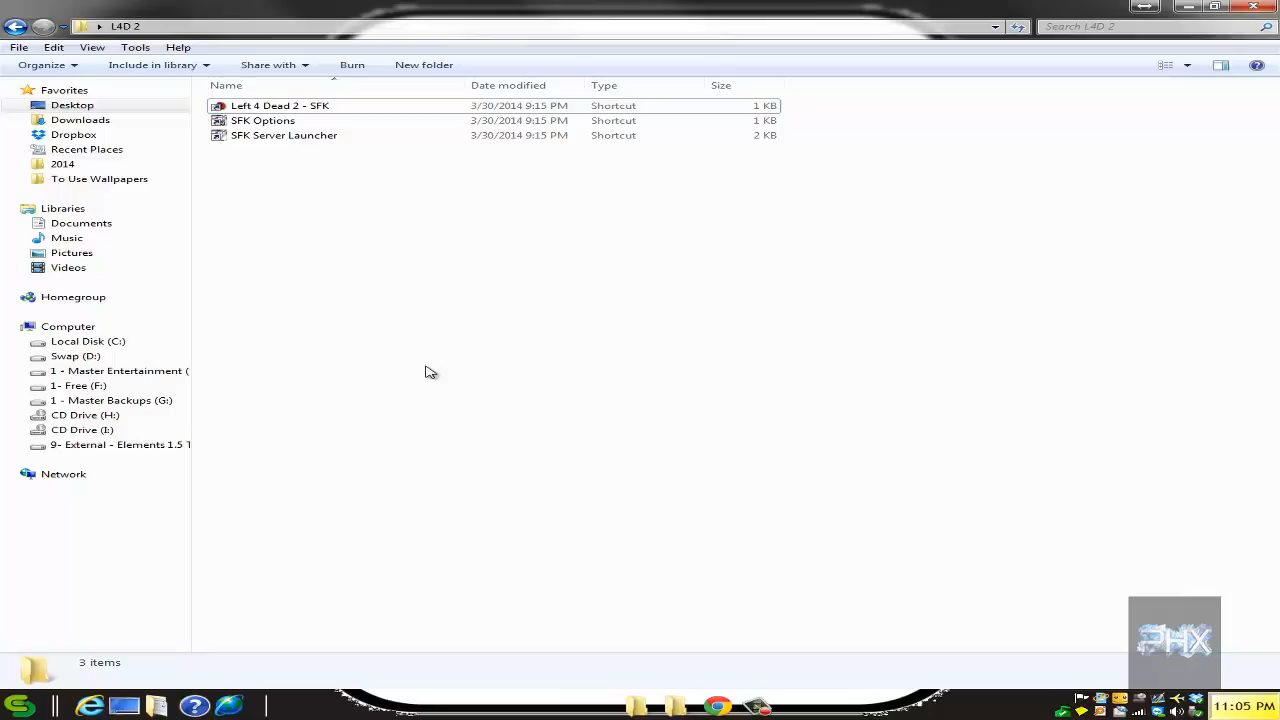 L4D 2
Search L4D 2
File Edit View Tools Help
Organize Include in library Share with Burn New folder
Name Date modified Type Size
Favorites
Desktop
Downloads
Dropbox
Recent Places
2014
To Use Wallpapers
Libraries
Documents
Music
Pictures
Videos
Homegroup
Computer
Local Disk (C:)
Swap (D:)
1 - Master Entertainment (
1- Free (F:)
1 - Master Backups (G:)
CD Drive (H:)
CD Drive (I:)
9- External - Elements 1.5 T
Network
Left 4 Dead 2 - SFK 3/30/2014 9:15 PM Shortcut 1 KB
SFK Options 3/30/2014 9:15 PM Shortcut 1 KB
SFK Server Launcher 3/30/2014 9:15 PM Shortcut 2 KB
3 items
PHX
11:05 PM